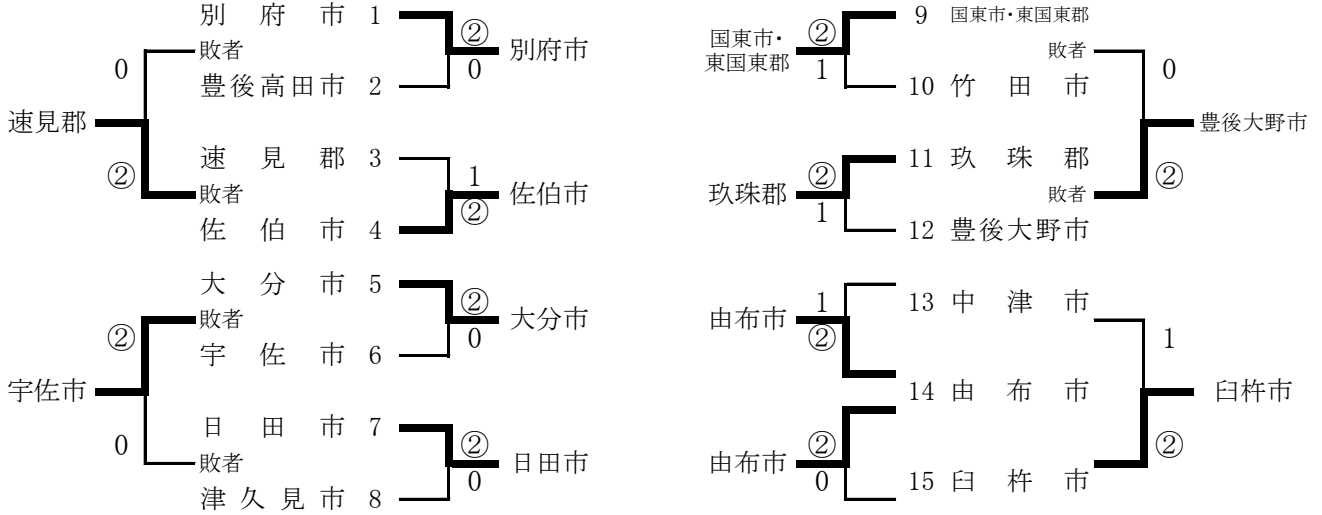 別府市 1 ② 9 国東市・東国東郡
敗者 別府市 国東市・東国東郡 ② 敗者
0 0 1 0
豊後高田市 2 10 竹田市
速見郡 豊後大野市
速見郡 3 1 ② 11 玖珠郡
② 敗者 佐伯市 玖珠郡 敗者 ②
② 1
佐伯市 4 12 豊後大野市
大分市 5 ② 1 13 中津市
② 敗者 大分市 由布市 1
0 ②
宇佐市 6
宇佐市 14 由布市 臼杵市
日田市 7 ② ②
0 敗者 日田市 由布市 ②
0 0 15 臼杵市
津久見市 8